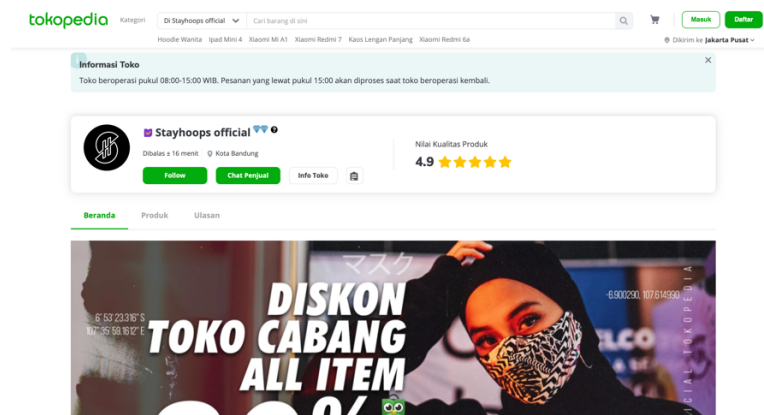 tokopedia Kategori Di Stayhoops official Cari barang di sini Masuk Daftar
Hoodie Wanita Ipad Mini 4 Xiaomi Mi A1 Xiaomi Redmi 7 Kaos Lengan Panjang Xiaomi Redmi 6a Dikirim ke Jakarta Pusat
Informasi Toko
Toko beroperasi pukul 08:00-15:00 WIB. Pesanan yang lewat pukul 15:00 akan diproses saat toko beroperasi kembali.
Stayhoops official
Dibalas ± 16 menit Kota Bandung
Follow Chat Penjual Info Toko
Nilai Kualitas Produk
4.9
Beranda Produk Ulasan
マスク
DISKON
TOKO CABANG
ALL ITEM
%
6° 53' 23.316" S
107° 35' 59.1612" E
-6.900290, 107.614990
CIAL TOKOPEDIA